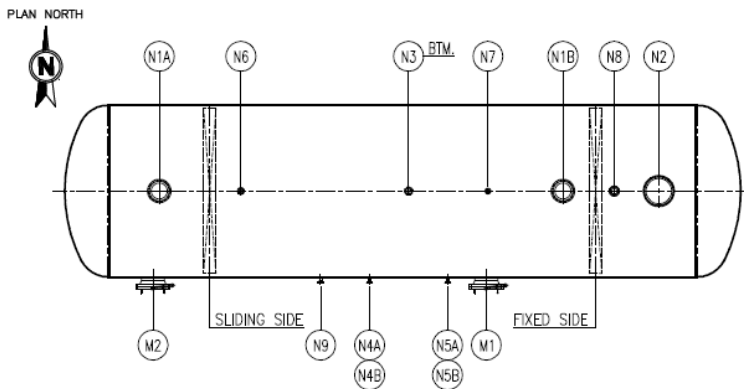 PLAN NORTH
N
N1A N6 N3 BTM. N7 N1B N8 N2
SLIDING SIDE FIXED SIDE
M2 N9 N4A N5A M1
N4B N5B